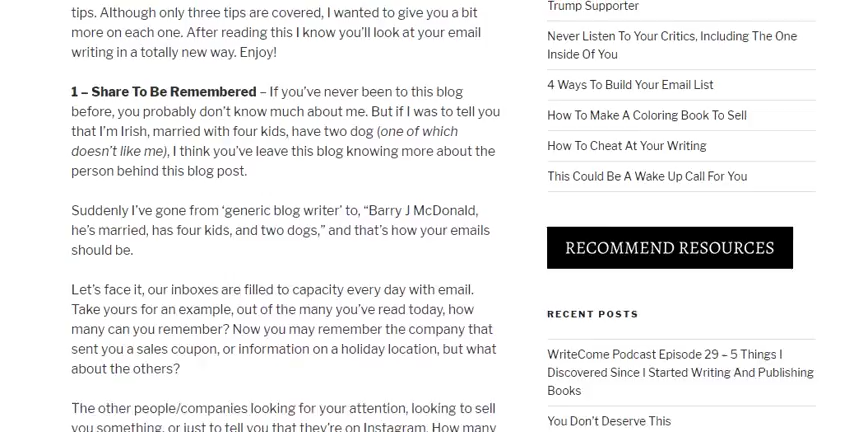 tips. Although only three tips are covered, I wanted to give you a bit
more on each one. After reading this I know you'll look at your email
writing in a totally new way. Enjoy!
1 – Share To Be Remembered – If you've never been to this blog
before, you probably don't know much about me. But if I was to tell you
that I'm Irish, married with four kids, have two dog (one of which
doesn't like me), I think you've leave this blog knowing more about the
person behind this blog post.
Suddenly I've gone from ‘generic blog writer' to, “Barry J McDonald,
he's married, has four kids, and two dogs,” and that's how your emails
should be.
Let's face it, our inboxes are filled to capacity every day with email.
Take yours for an example, out of the many you've read today, how
many can you remember? Now you may remember the company that
sent you a sales coupon, or information on a holiday location, but what
about the others?
The other people/companies looking for your attention, looking to sell
you something, or just to tell you that they're on Instagram. How many
Trump Supporter
Never Listen To Your Critics, Including The One
Inside Of You
4 Ways To Build Your Email List
How To Make A Coloring Book To Sell
How To Cheat At Your Writing
This Could Be A Wake Up Call For You
RECOMMEND RESOURCES
RECENT POSTS
WriteCome Podcast Episode 29 – 5 Things I
Discovered Since I Started Writing And Publishing
Books
You Don't Deserve This